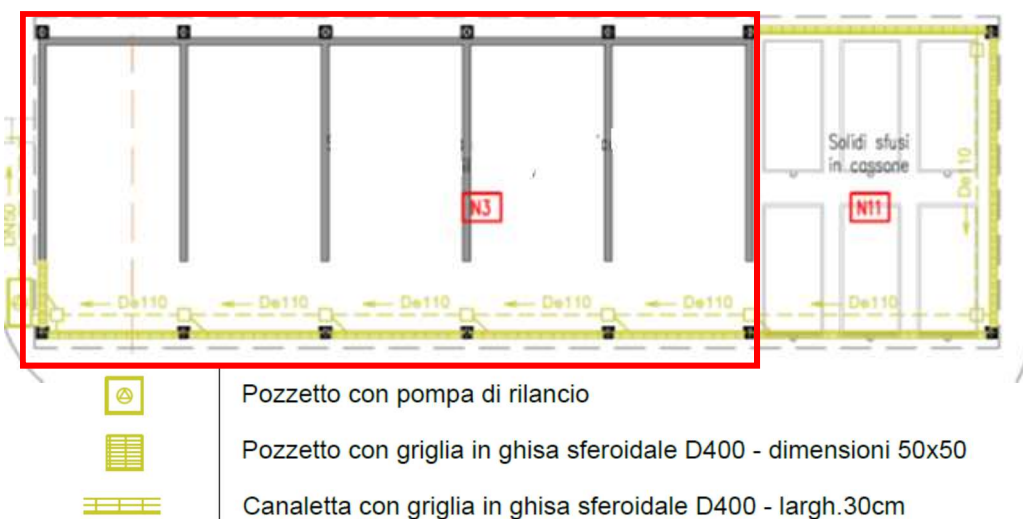 Solidi sfusi
in cassone
De110
N3
N11
DN50
De110
De110
De110
De110
De110
De110
Pozzetto con pompa di rilancio
Pozzetto con griglia in ghisa sferoidale D400 - dimensioni 50x50
Canaletta con griglia in ghisa sferoidale D400 - largh.30cm